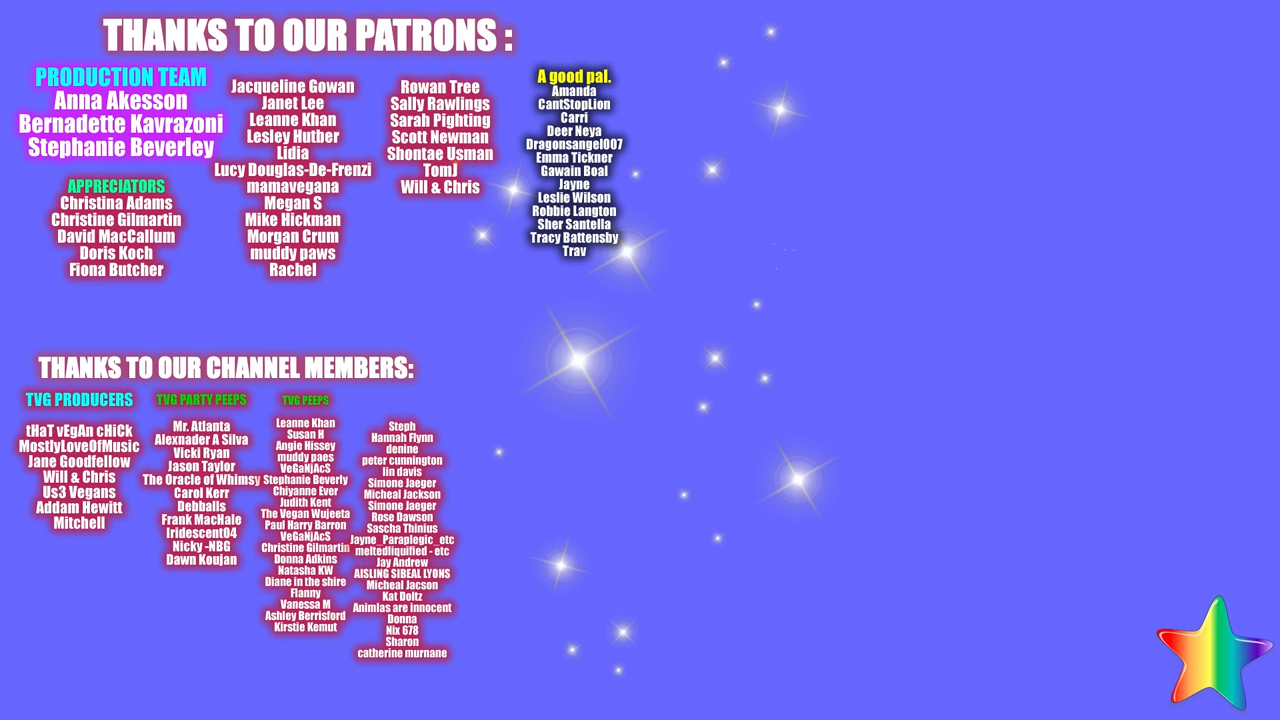 THANKS TO OUR PATRONS :
PRODUCTION TEAM
Anna Akesson
Bernadette Kavrazoni
Stephanie Beverley
APPRECIATORS
Christina Adams
Christine Gilmartin
David MacCallum
Doris Koch
Fiona Butcher
Jacqueline Gowan
Janet Lee
Leanne Khan
Lesley Hutber
Lidia
Lucy Douglas-De-Frenzi
mamavegana
Megan S
Mike Hickman
Morgan Crum
muddy paws
Rachel
Rowan Tree
Sally Rawlings
Sarah Pighting
Scott Newman
Shontae Usman
TomJ
Will & Chris
A good pal.
Amanda
CantStopLion
Carri
Deer Neya
Dragonsangel007
Emma Tickner
Gawain Boal
Jayne
Leslie Wilson
Robbie Langton
Sher Santella
Tracy Battensby
Trav
THANKS TO OUR CHANNEL MEMBERS:
TVG PRODUCERS
tHaT vEgAn cHiCk
MostlyLoveOfMusic
Jane Goodfellow
Will & Chris
Us3 Vegans
Addam Hewitt
Mitchell
TVG PARTY PEEPS
Mr. Atlanta
Alexnader A Silva
Vicki Ryan
Jason Taylor
The Oracle of Whimsy
Carol Kerr
Debballs
Frank MacHale
Iridescent04
Nicky -NBG
Dawn Koujan
TVG PEEPS
Leanne Khan
Susan H
Angie Hissey
muddy paes
VeGaNjAcS
Stephanie Beverly
Chiyanne Ever
Judith Kent
The Vegan Wujeeta
Paul Harry Barron
VeGaNjAcS
Christine Gilmartin
Donna Adkins
Natasha KW
Diane in the shire
Flanny
Vanessa M
Ashley Berrisford
Kirstie Kemut
Steph
Hannah Flynn
denine
peter cunnington
lin davis
Simone Jaeger
Micheal Jackson
Simone Jaeger
Rose Dawson
Sascha Thinius
Jayne_Paraplegic_etc
meltedliquified - etc
Jay Andrew
AISLING SIBEAL LYONS
Micheal Jacson
Kat Doltz
Animlas are innocent
Donna
Nix 678
Sharon
catherine murnane